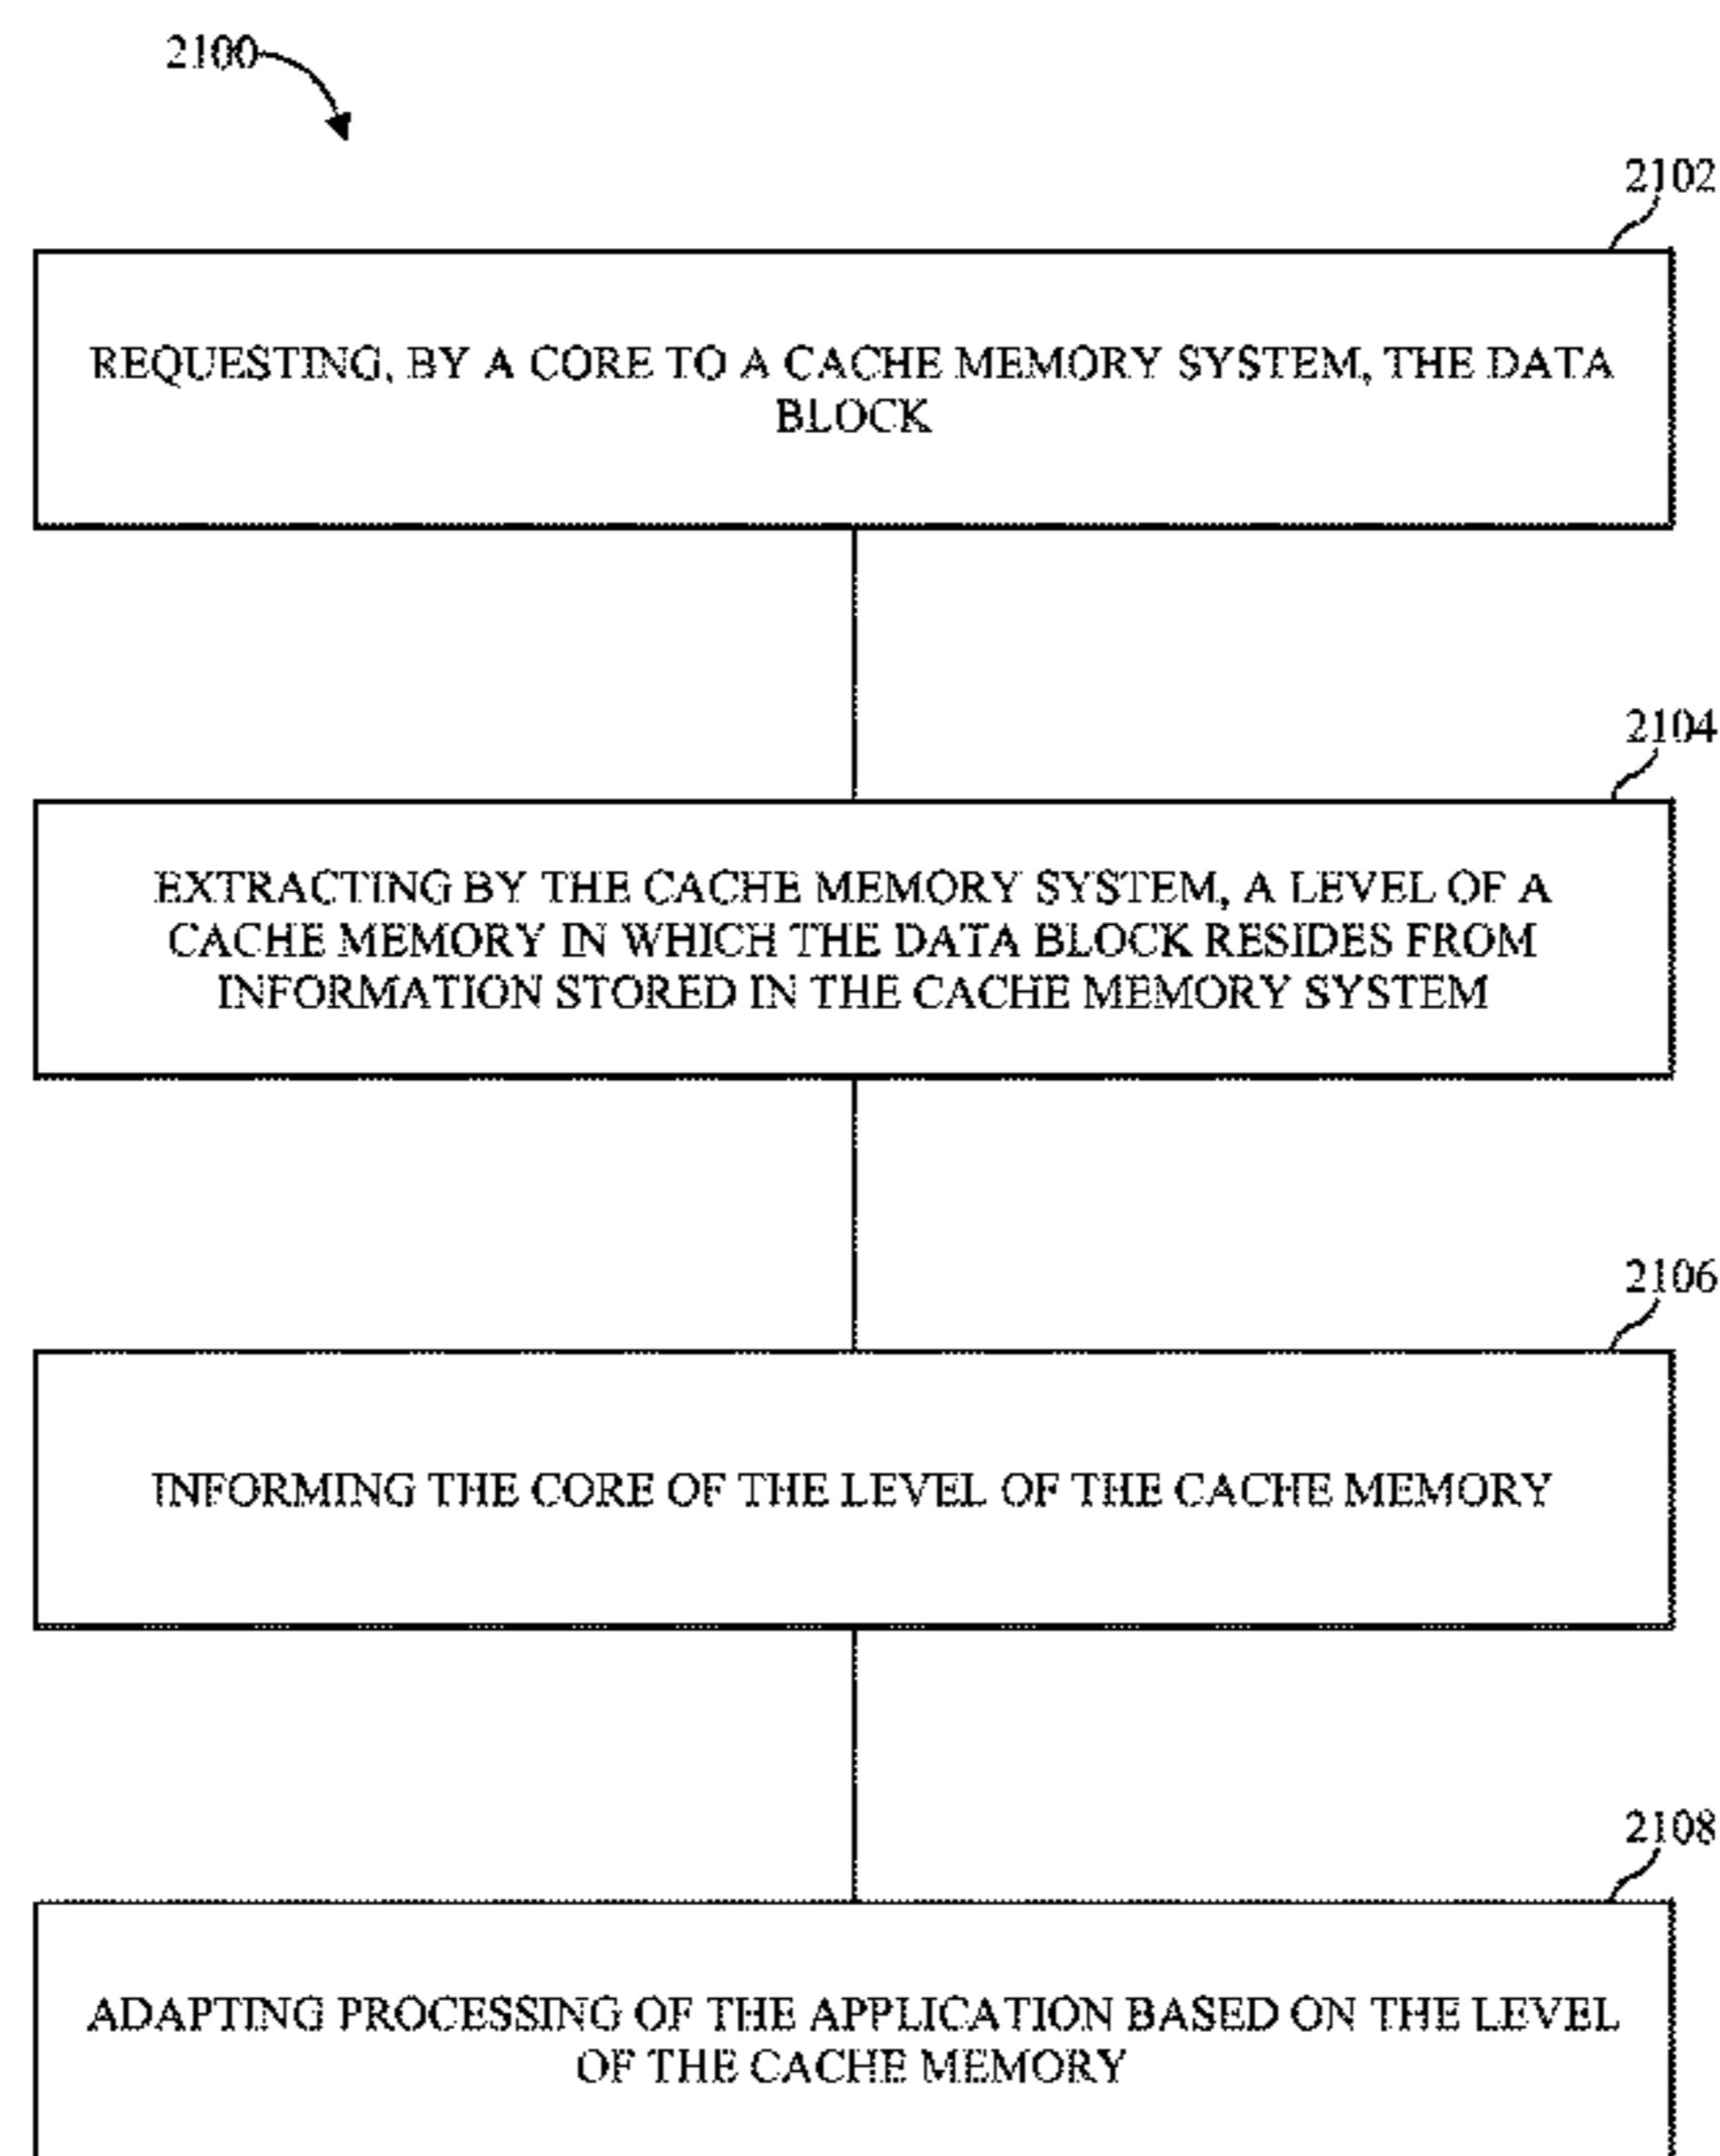 2100
2102
REQUESTING, BY A CORE TO A CACHE MEMORY SYSTEM, THE DATA
BLOCK
2104
EXTRACTING BY THE CACHE MEMORY SYSTEM, A LEVEL OF A
CACHE MEMORY IN WHICH THE DATA BLOCK RESIDES FROM
INFORMATION STORED IN THE CACHE MEMORY SYSTEM
2106
INFORMING THE CORE OF THE LEVEL OF THE CACHE MEMORY
2108
ADAPTING PROCESSING OF THE APPLICATION BASED ON THE LEVEL
OF THE CACHE MEMORY